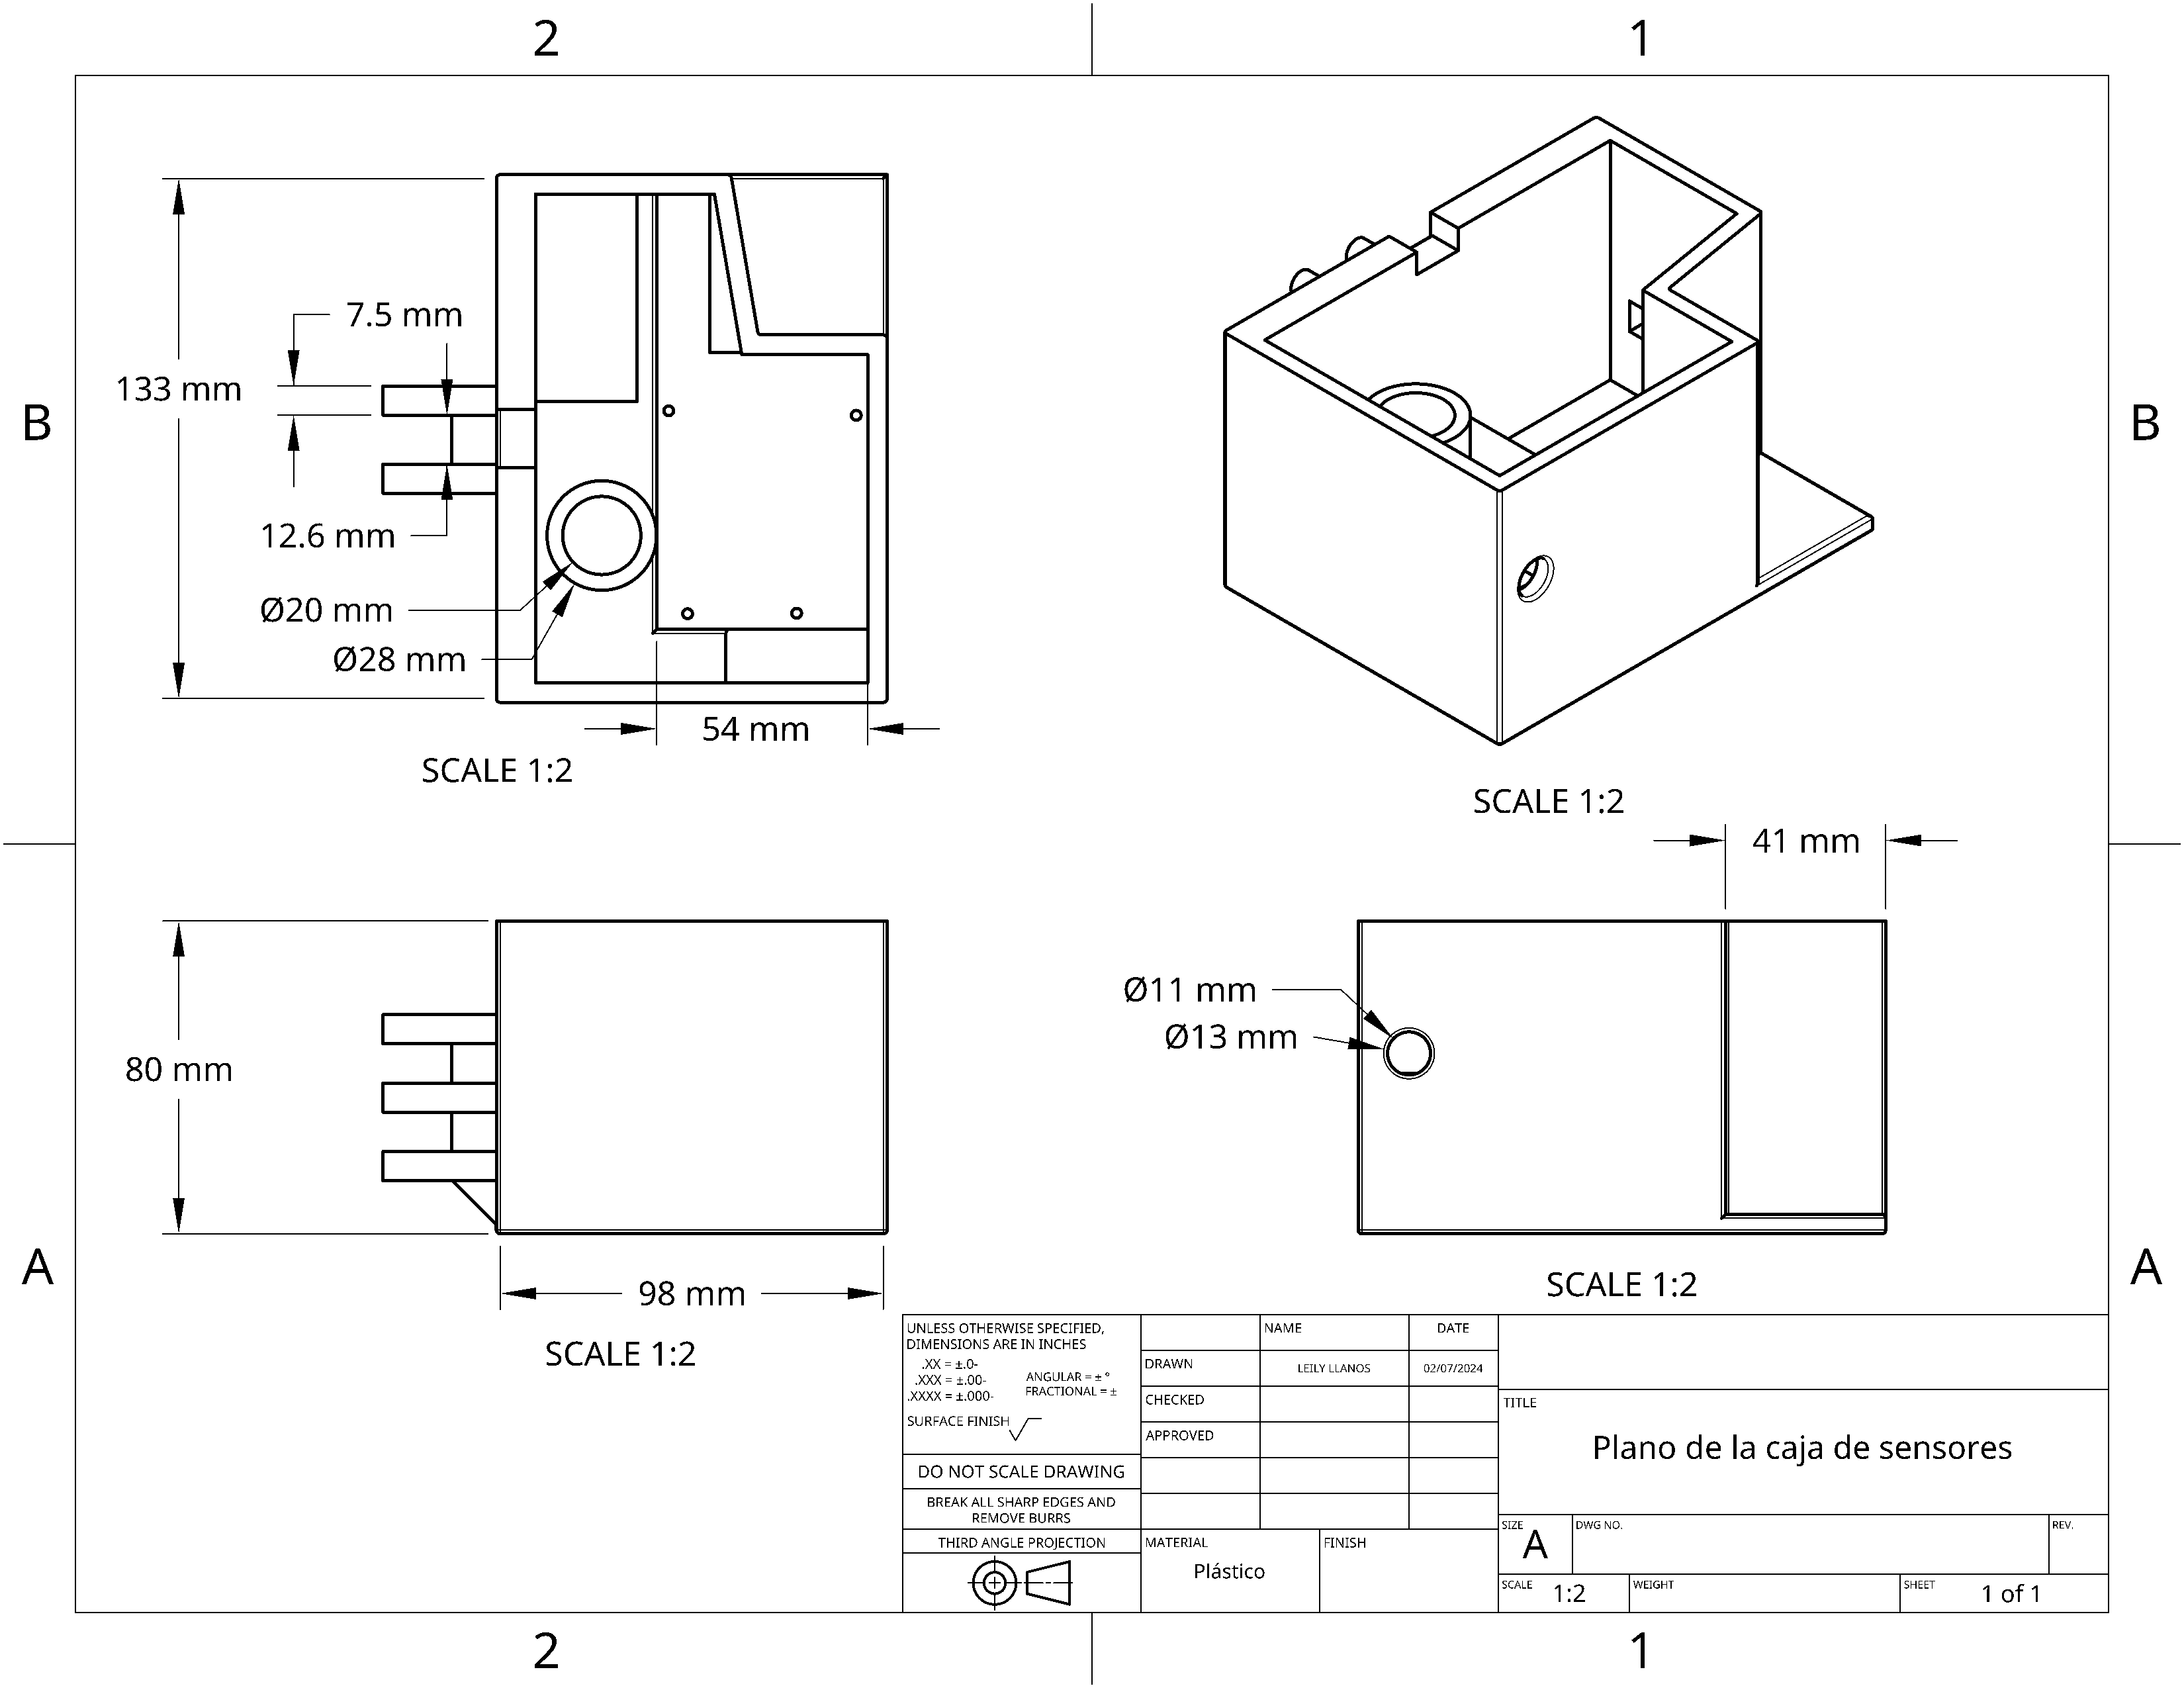 2
1
B
B
133 mm
7.5 mm
12.6 mm
Ø20 mm
Ø28 mm
54 mm
SCALE 1:2
SCALE 1:2
A
A
80 mm
98 mm
SCALE 1:2
41 mm
Ø11 mm
Ø13 mm
SCALE 1:2
UNLESS OTHERWISE SPECIFIED,
DIMENSIONS ARE IN INCHES
.XX = ±.0-
.XXX = ±.00-
.XXXX = ±.000-
ANGULAR = ± °
FRACTIONAL = ±
SURFACE FINISH
DO NOT SCALE DRAWING
BREAK ALL SHARP EDGES AND
REMOVE BURRS
THIRD ANGLE PROJECTION
NAME
DATE
DRAWN
LEILY LLANOS
02/07/2024
CHECKED
APPROVED
MATERIAL
Plástico
FINISH
TITLE
Plano de la caja de sensores
SIZE
A
DWG NO.
REV.
SCALE
1:2
WEIGHT
SHEET
1 of 1
2
1